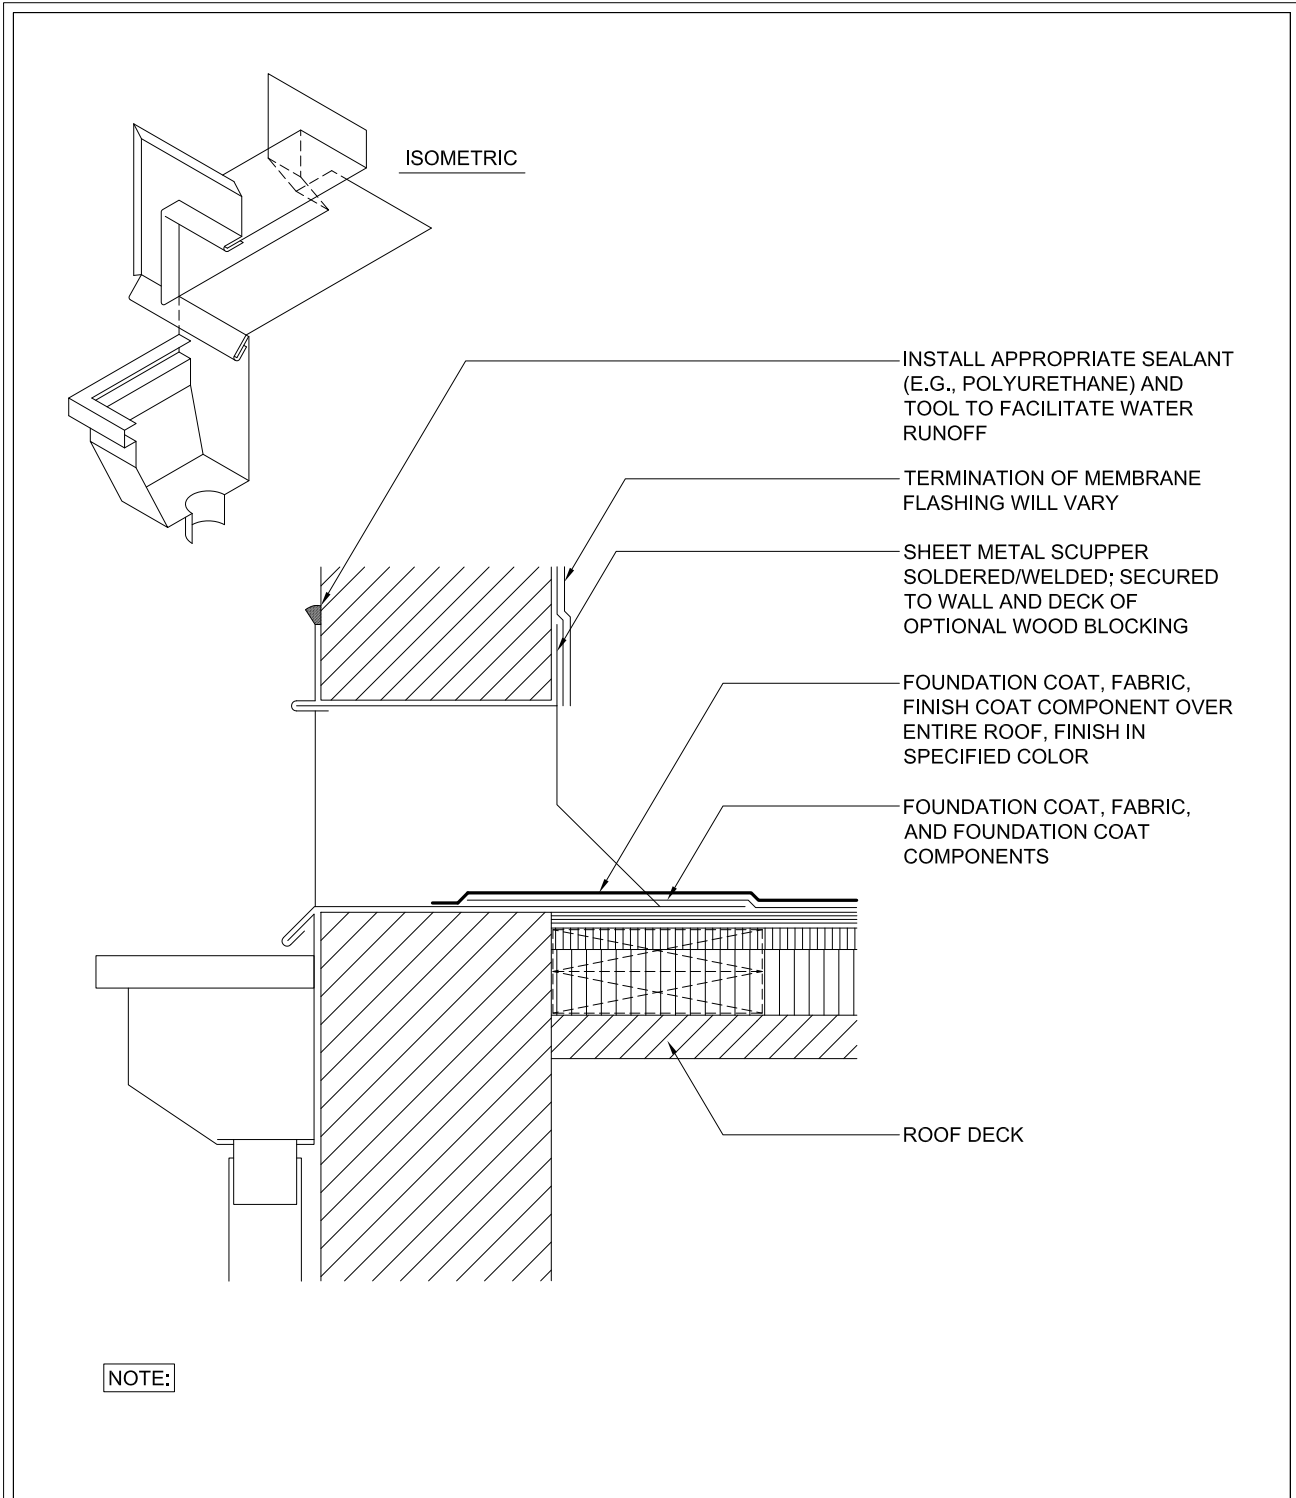 ISOMETRIC
INSTALL APPROPRIATE SEALANT
(E.G., POLYURETHANE) AND
TOOL TO FACILITATE WATER
RUNOFF
TERMINATION OF MEMBRANE
FLASHING WILL VARY
SHEET METAL SCUPPER
SOLDERED/WELDED; SECURED
TO WALL AND DECK OF
OPTIONAL WOOD BLOCKING
FOUNDATION COAT, FABRIC,
FINISH COAT COMPONENT OVER
ENTIRE ROOF, FINISH IN
SPECIFIED COLOR
FOUNDATION COAT, FABRIC,
AND FOUNDATION COAT
COMPONENTS
ROOF DECK
NOTE: